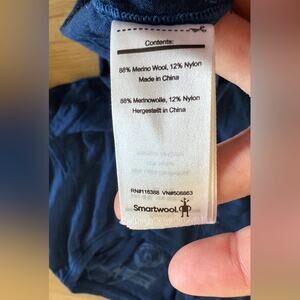 Contents:
88% Merino Wool, 12% Nylon
Made in China
88% Merinowolle, 12% Nylon
Hergestellt in China
RN#116388 VN#508863
Smartwool